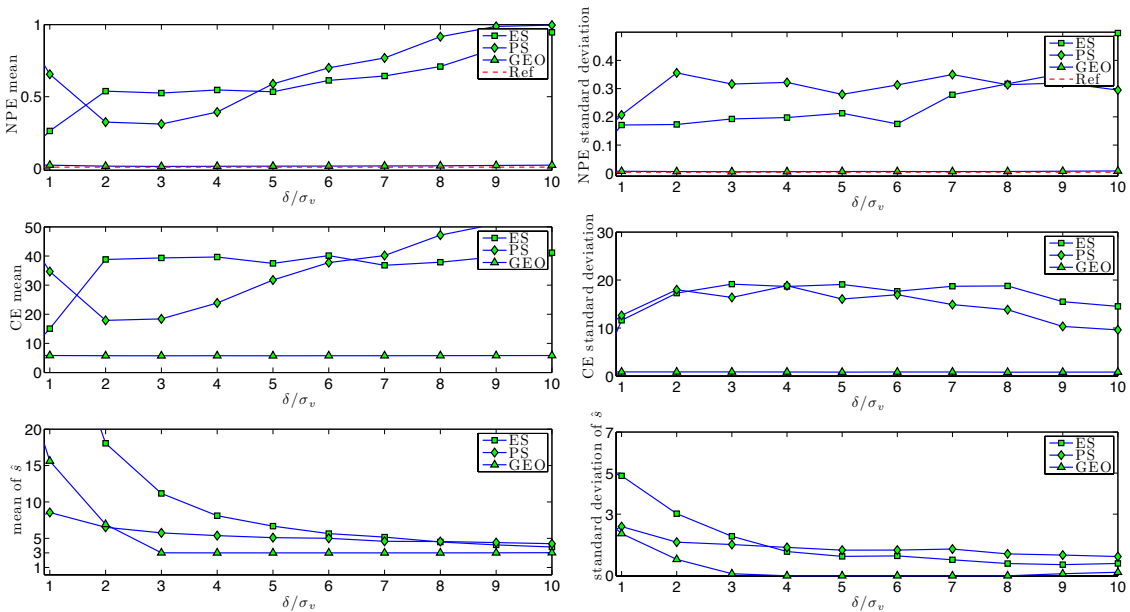 NPE mean
1
0.5
0
ES
PS
GEO
Ref
1 2 3 4 5 6 7 8 9 10
δ/σ_v
NPE standard deviation
0.4
0.3
0.2
0.1
0
ES
PS
GEO
Ref
1 2 3 4 5 6 7 8 9 10
δ/σ_v
CE mean
50
40
30
20
10
0
ES
PS
GEO
1 2 3 4 5 6 7 8 9 10
δ/σ_v
CE standard deviation
30
20
10
0
ES
PS
GEO
1 2 3 4 5 6 7 8 9 10
δ/σ_v
mean of ŝ
20
15
10
5
3
1
ES
PS
GEO
1 2 3 4 5 6 7 8 9 10
δ/σ_v
standard deviation of ŝ
7
5
3
0
ES
PS
GEO
1 2 3 4 5 6 7 8 9 10
δ/σ_v